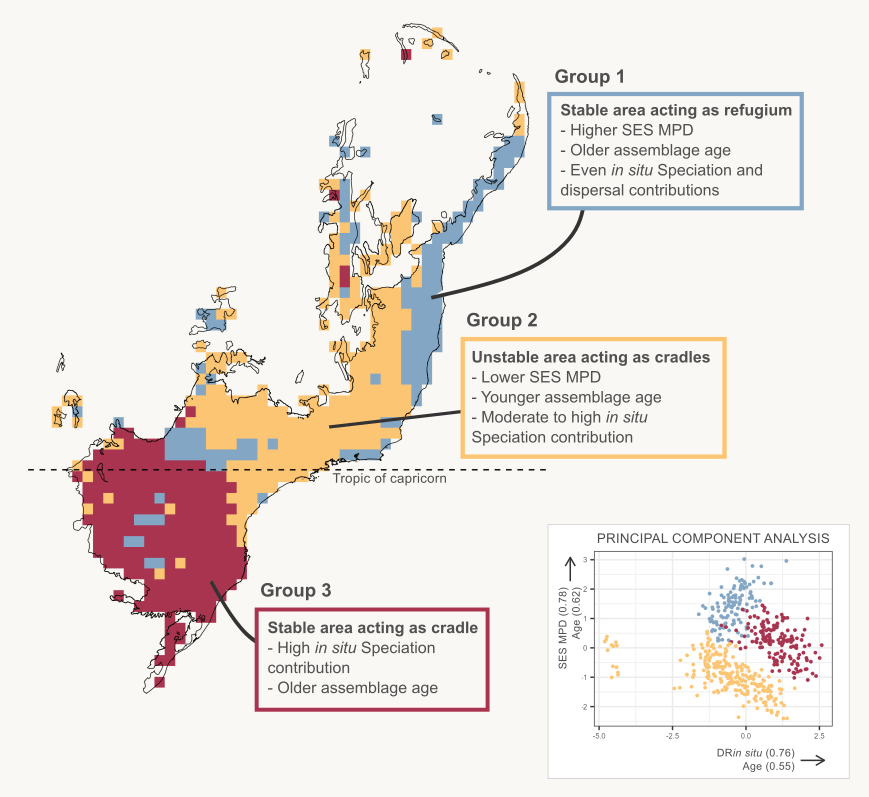 Group 1
Stable area acting as refugium
- Higher SES MPD
- Older assemblage age
- Even in situ Speciation and
dispersal contributions
Group 2
Unstable area acting as cradles
- Lower SES MPD
- Younger assemblage age
- Moderate to high in situ
Speciation contribution
Tropic of capricorn
Group 3
Stable area acting as cradle
- High in situ Speciation
contribution
- Older assemblage age
PRINCIPAL COMPONENT ANALYSIS
SES MPD (0.78)
Age (0.62)
3
2
1
0
-1
-2
-5.0
-2.5
0.0
2.5
DRin situ (0.76)
Age (0.55)